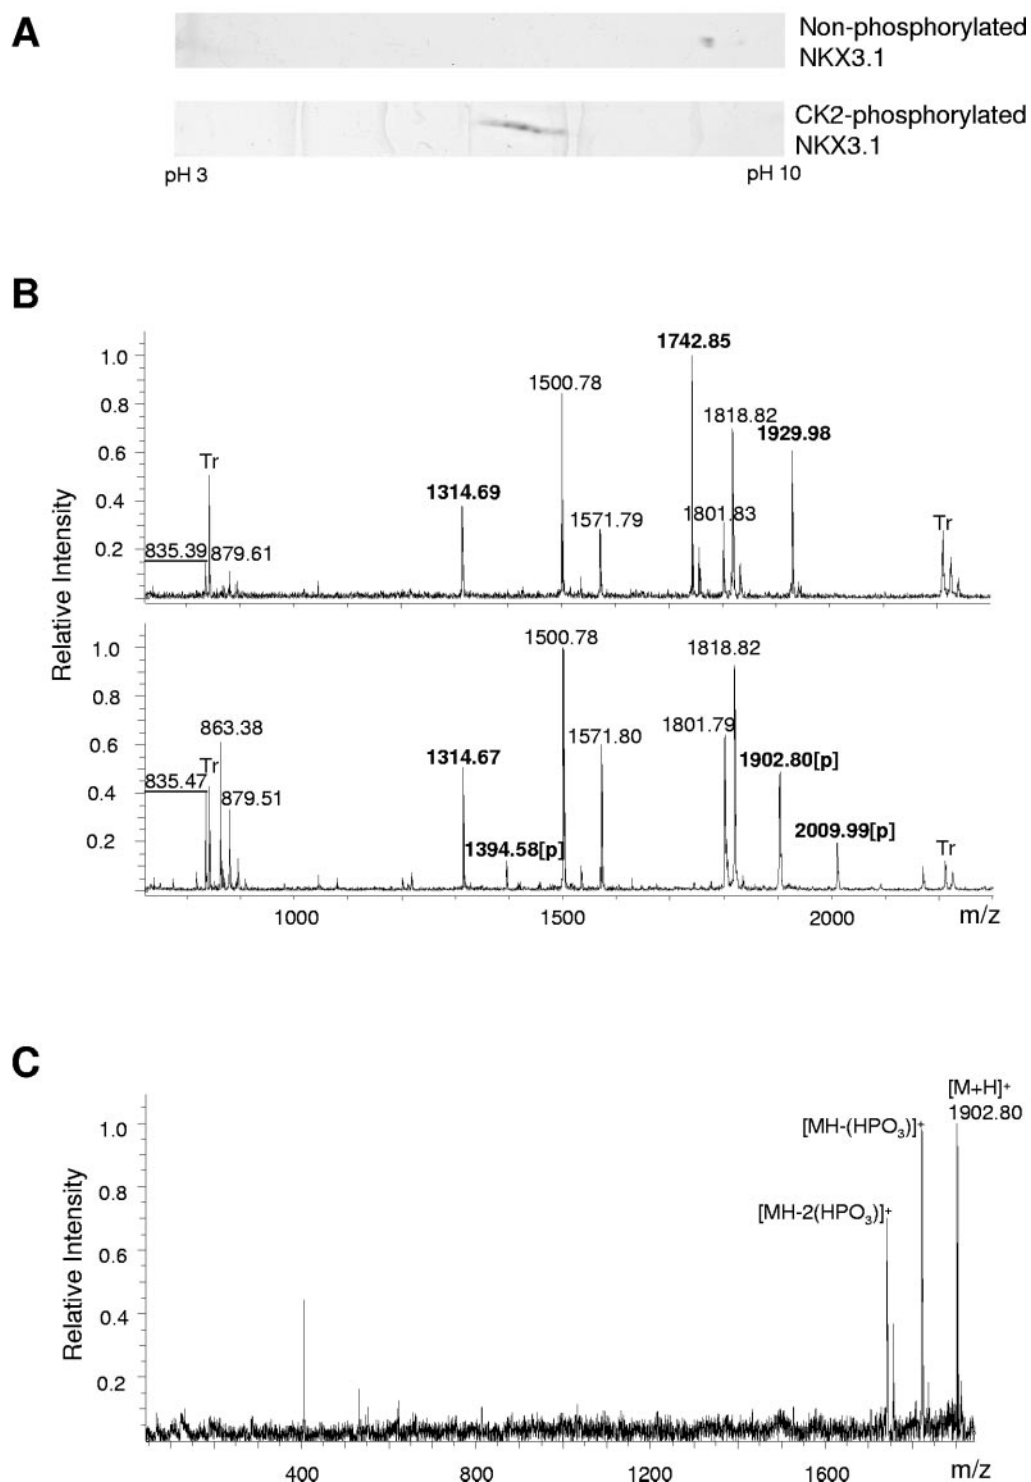 A
Non-phosphorylated
NKX3.1
CK2-phosphorylated
NKX3.1
pH 3
pH 10
B
Relative Intensity
1.0
0.8
0.6
0.4
0.2
835.39
Tr
879.61
1314.69
1500.78
1571.79
1742.85
1801.83
1818.82
1929.98
Tr
1.0
0.8
0.6
0.4
0.2
835.47
Tr
863.38
879.51
1314.67
1394.58[p]
1500.78
1571.80
1801.79
1818.82
1902.80[p]
2009.99[p]
Tr
1000
1500
2000
m/z
C
Relative Intensity
1.0
0.8
0.6
0.4
0.2
[M+H]+
1902.80
[MH-(HPO3)]+
[MH-2(HPO3)]+
400
800
1200
1600
m/z